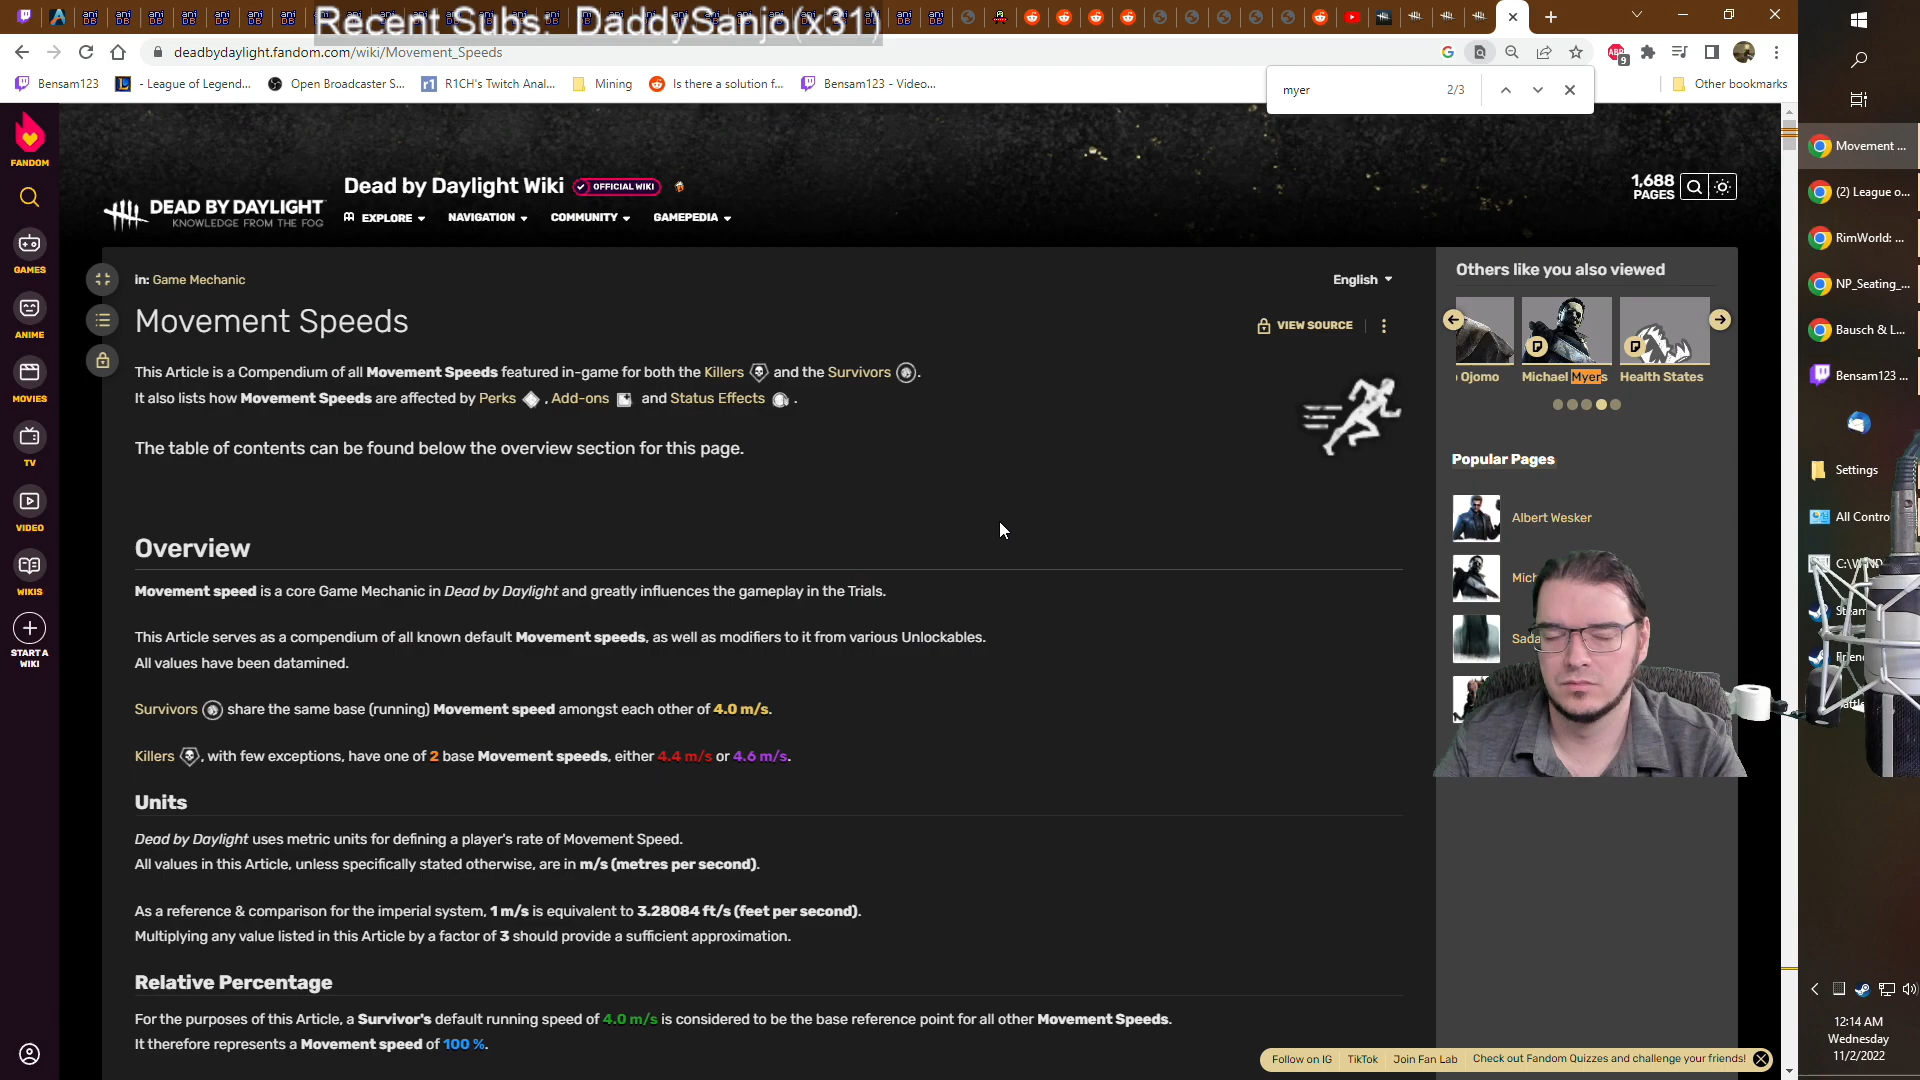 Recent Subs: DaddySanjo(x31)
deadbydaylight.fandom.com/wiki/Movement_Speeds
Bensam123
- League of Legend...
Open Broadcaster S...
R1CH's Twitch Anal...
Mining
Is there a solution f...
Bensam123 - Video...
Other bookmarks
myer
2/3
FANDOM
GAMES
ANIME
MOVIES
TV
VIDEO
WIKIS
START A WIKI
DEAD BY DAYLIGHT
KNOWLEDGE FROM THE FOG
Dead by Daylight Wiki
OFFICIAL WIKI
EXPLORE
NAVIGATION
COMMUNITY
GAMEPEDIA
1,688
PAGES
in: Game Mechanic
English
Movement Speeds
VIEW SOURCE
This Article is a Compendium of all Movement Speeds featured in-game for both the Killers and the Survivors .
It also lists how Movement Speeds are affected by Perks , Add-ons and Status Effects .
The table of contents can be found below the overview section for this page.
Overview
Movement speed is a core Game Mechanic in Dead by Daylight and greatly influences the gameplay in the Trials.
This Article serves as a compendium of all known default Movement speeds, as well as modifiers to it from various Unlockables.
All values have been datamined.
Survivors share the same base (running) Movement speed amongst each other of 4.0 m/s.
Killers , with few exceptions, have one of 2 base Movement speeds, either 4.4 m/s or 4.6 m/s.
Units
Dead by Daylight uses metric units for defining a player's rate of Movement Speed.
All values in this Article, unless specifically stated otherwise, are in m/s (metres per second).
As a reference & comparison for the imperial system, 1 m/s is equivalent to 3.28084 ft/s (feet per second).
Multiplying any value listed in this Article by a factor of 3 should provide a sufficient approximation.
Relative Percentage
For the purposes of this Article, a Survivor's default running speed of 4.0 m/s is considered to be the base reference point for all other Movement Speeds.
It therefore represents a Movement speed of 100 %.
Others like you also viewed
Ojomo
Michael Myers
Health States
Popular Pages
Albert Wesker
Mich
Sada
Follow on IG
TikTok
Join Fan Lab
Check out Fandom Quizzes and challenge your friends!
Movement ...
(2) League o...
RimWorld: ...
NP_Seating_...
Bausch & L...
Bensam123 ...
Settings
All Contro
C:\WIND
Steam
Frien
12:14 AM
Wednesday
11/2/2022